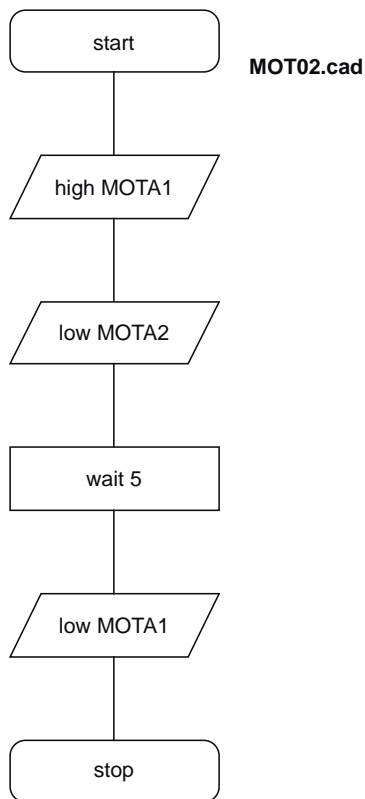 start
MOT02.cad
high MOTA1
low MOTA2
wait 5
low MOTA1
stop